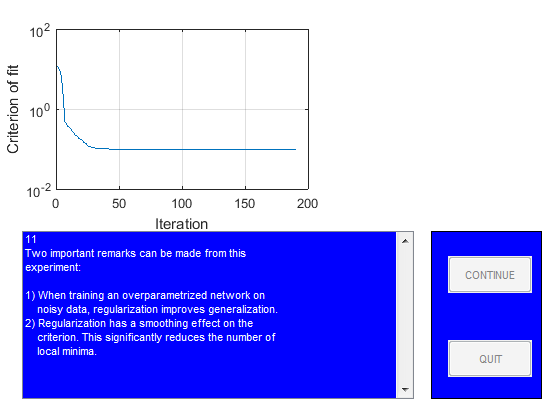 10^2
10^0
10^-2
Criterion of fit
0 50 100 150 200
Iteration
11
Two important remarks can be made from this
experiment:
1) When training an overparametrized network on
noisy data, regularization improves generalization.
2) Regularization has a smoothing effect on the
criterion. This significantly reduces the number of
local minima.
CONTINUE
QUIT